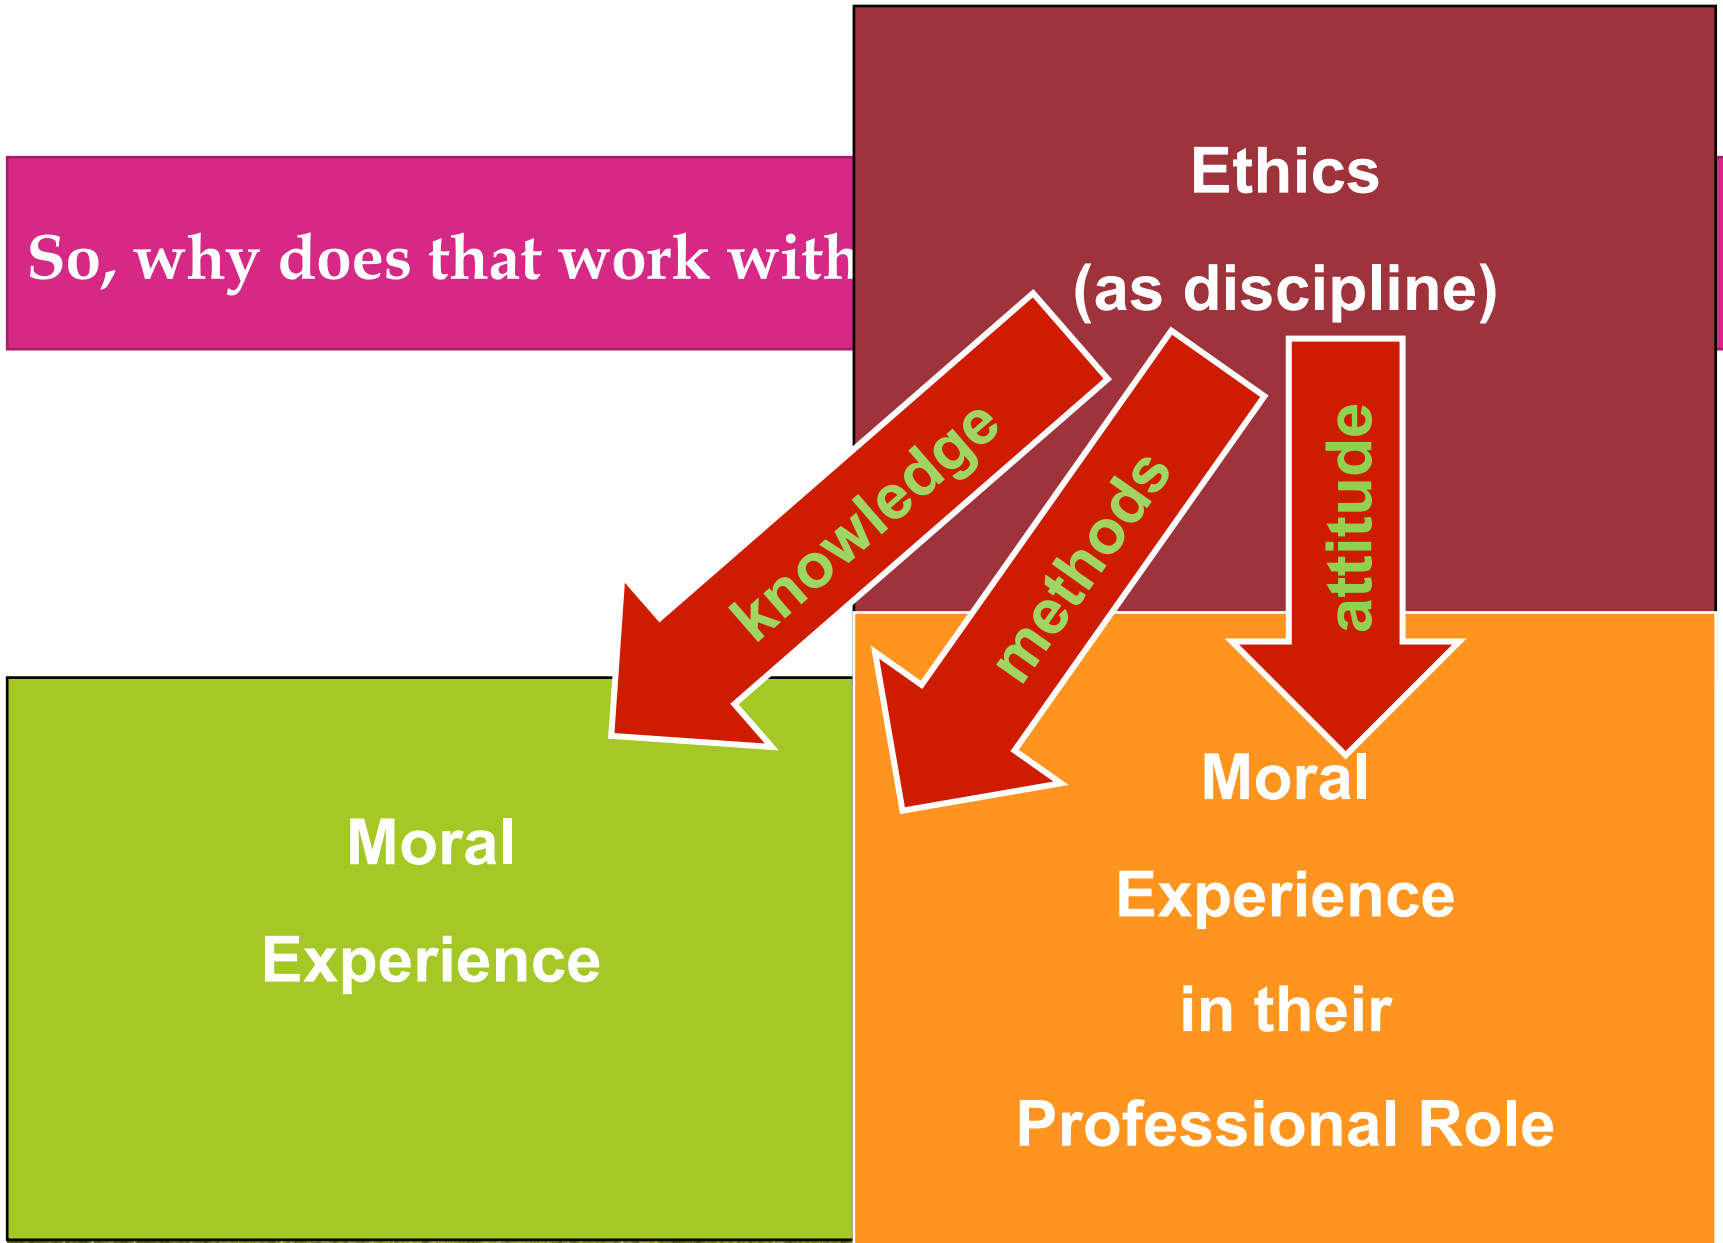 So, why does that work with
Ethics
(as discipline)
knowledge
methods
attitude
Moral
Experience
Moral
Experience
in their
Professional Role